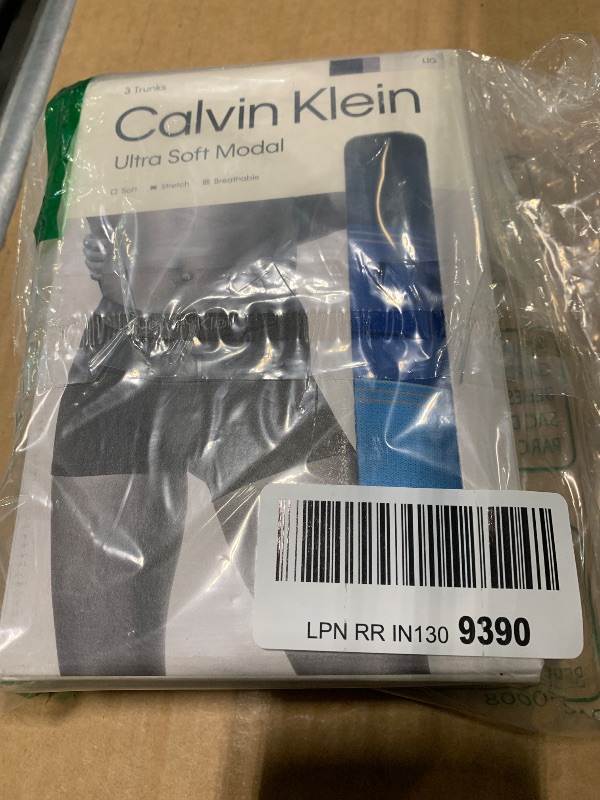 3 Trunks
L/G
Calvin Klein
Ultra Soft Modal
Soft Stretch Breathable
LPN RR IN130 9390